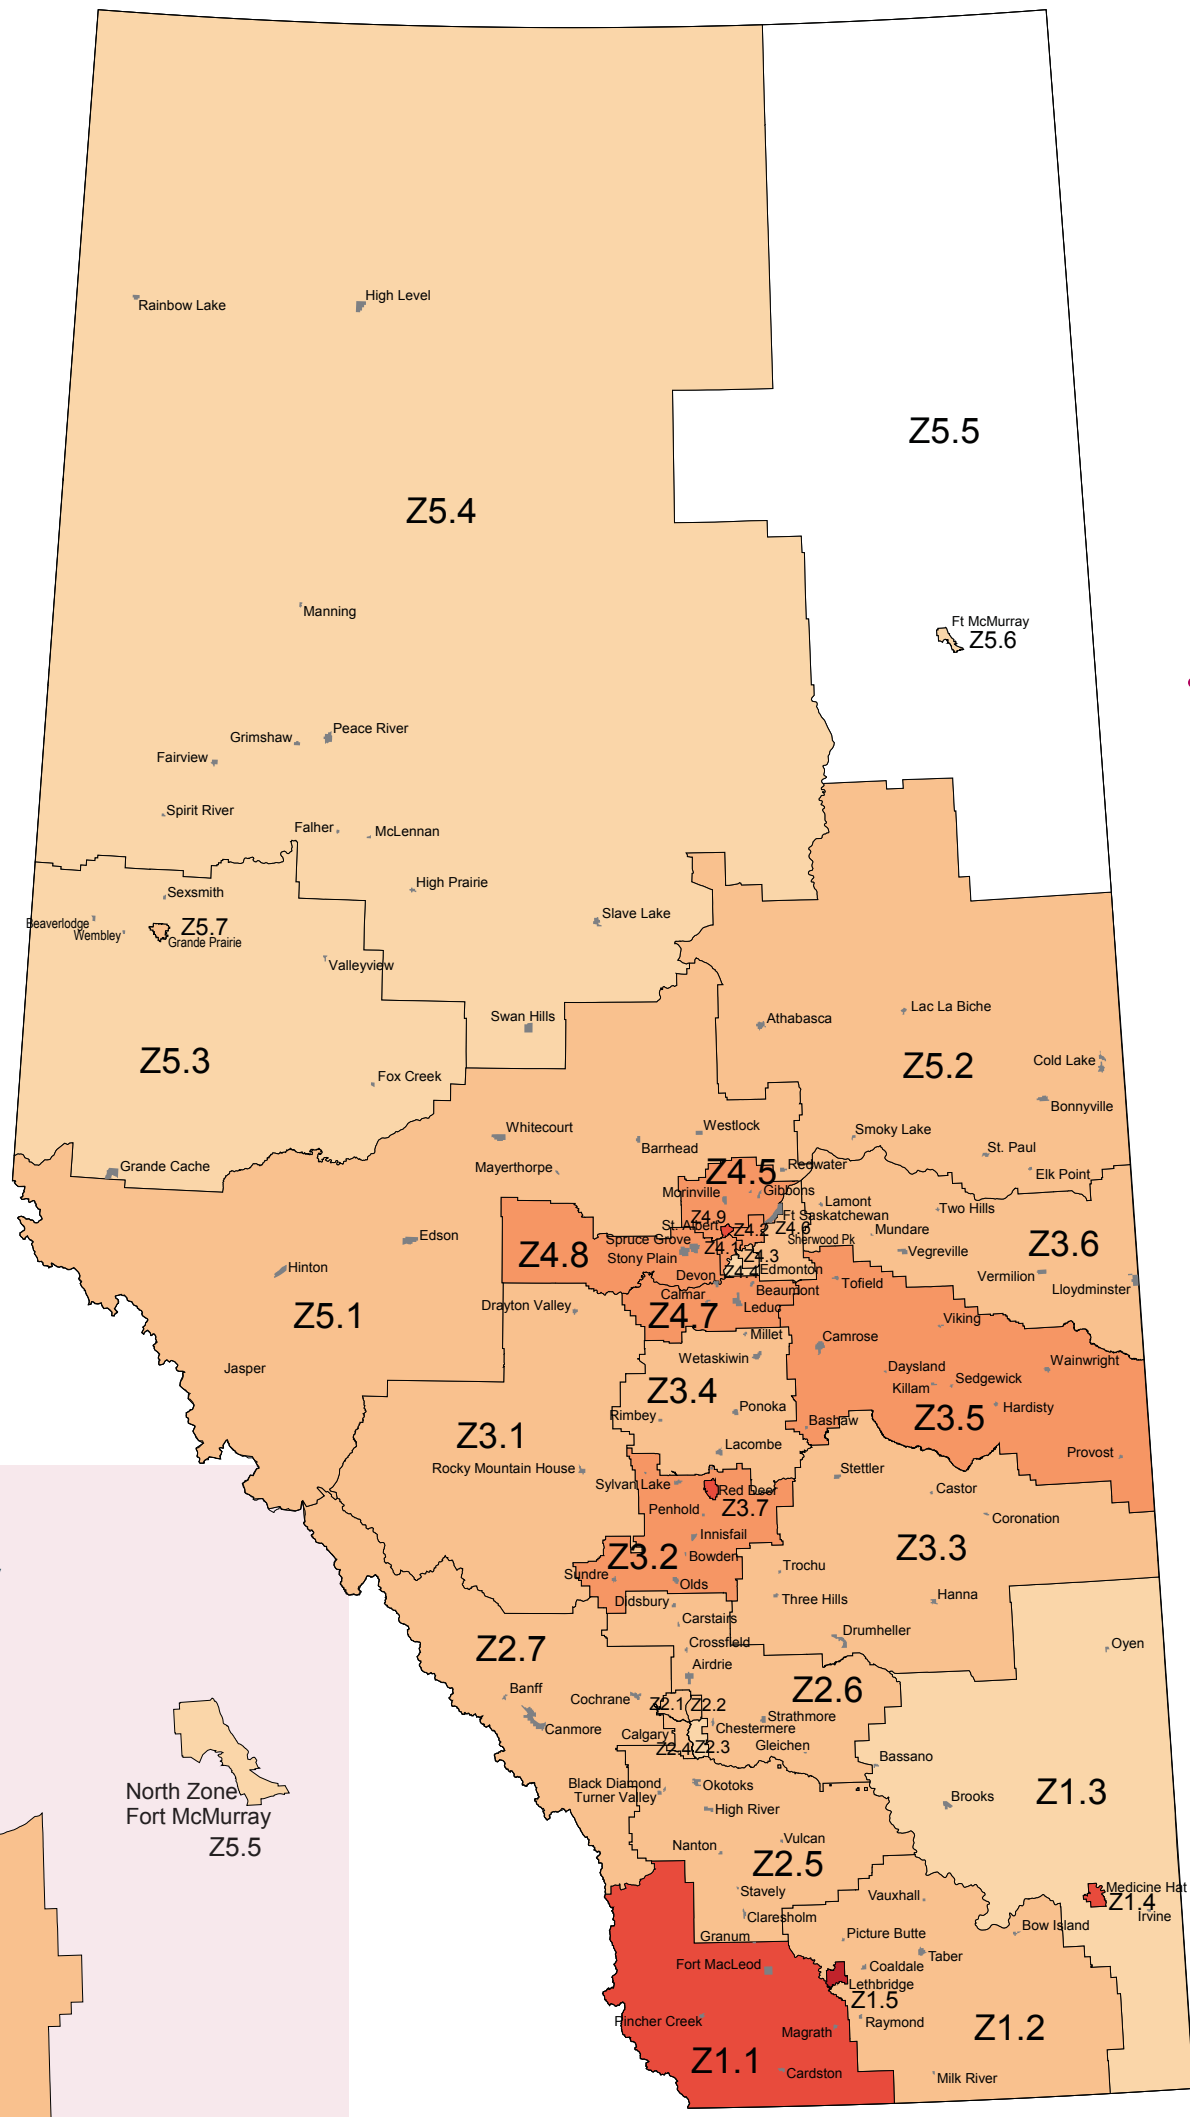 High Level
Rainbow Lake
Z5.5
Z5.4
Manning
Ft McMurray
Z5.6
Peace River
Grimshaw
Fairview
Spirit River
Falher
McLennan
High Prairie
Sexsmith
Beaverlodge
Z5.7
Wembley
Grande Prairie
Slave Lake
Valleyview
Lac La Biche
Swan Hills
Athabasca
Z5.3
Z5.2
Cold Lake
Fox Creek
Bonnyville
Whitecourt
Westlock
Smoky Lake
Barrhead
St. Paul
Mayerthorpe
Grande Cache
Z4.5
Redwater
Elk Point
Morinville
Gibbons
Lamont
Two Hills
Z4.9
Ft Saskatchewan
St. Albert
Z4.2
Z4.6
Mundare
Edson
Spruce Grove
Sherwood Pk
Z3.6
Z4.8
Z4.1
Z4.3
Vegreville
Stony Plain
Hinton
Devon
Z4.4
Edmonton
Vermilion
Tofield
Lloydminster
Calmar
Beaumont
Z5.1
Drayton Valley
Z4.7
Leduc
Viking
Millet
Camrose
Wetaskiwin
Wainwright
Jasper
Daysland
Sedgewick
Z3.4
Killam
Rimbey
Ponoka
Hardisty
Bashaw
Z3.5
Z3.1
Lacombe
Provost
Rocky Mountain House
Stettler
Sylvan Lake
Red Deer
Castor
Penhold
Z3.7
Coronation
Innisfail
Z3.3
Z3.2
Bowden
Sundre
Trochu
Olds
Didsbury
Three Hills
Hanna
Carstairs
Drumheller
Crossfield
Oyen
Z2.7
Airdrie
Banff
Z2.6
Cochrane
Z2.1
Z2.2
Strathmore
Canmore
Calgary
Chestermere
Z2.4
Z2.3
Gleichen
Bassano
Black Diamond
Okotoks
Z1.3
Turner Valley
Brooks
High River
North Zone
Fort McMurray
Z5.5
Nanton
Vulcan
Z2.5
Stavely
Vauxhall
Medicine Hat
Z1.4
Claresholm
Irvine
Bow Island
Granum
Picture Butte
Taber
Fort MacLeod
Coaldale
Lethbridge
Z1.5
Pincher Creek
Magrath
Raymond
Z1.2
Z1.1
Cardston
Milk River